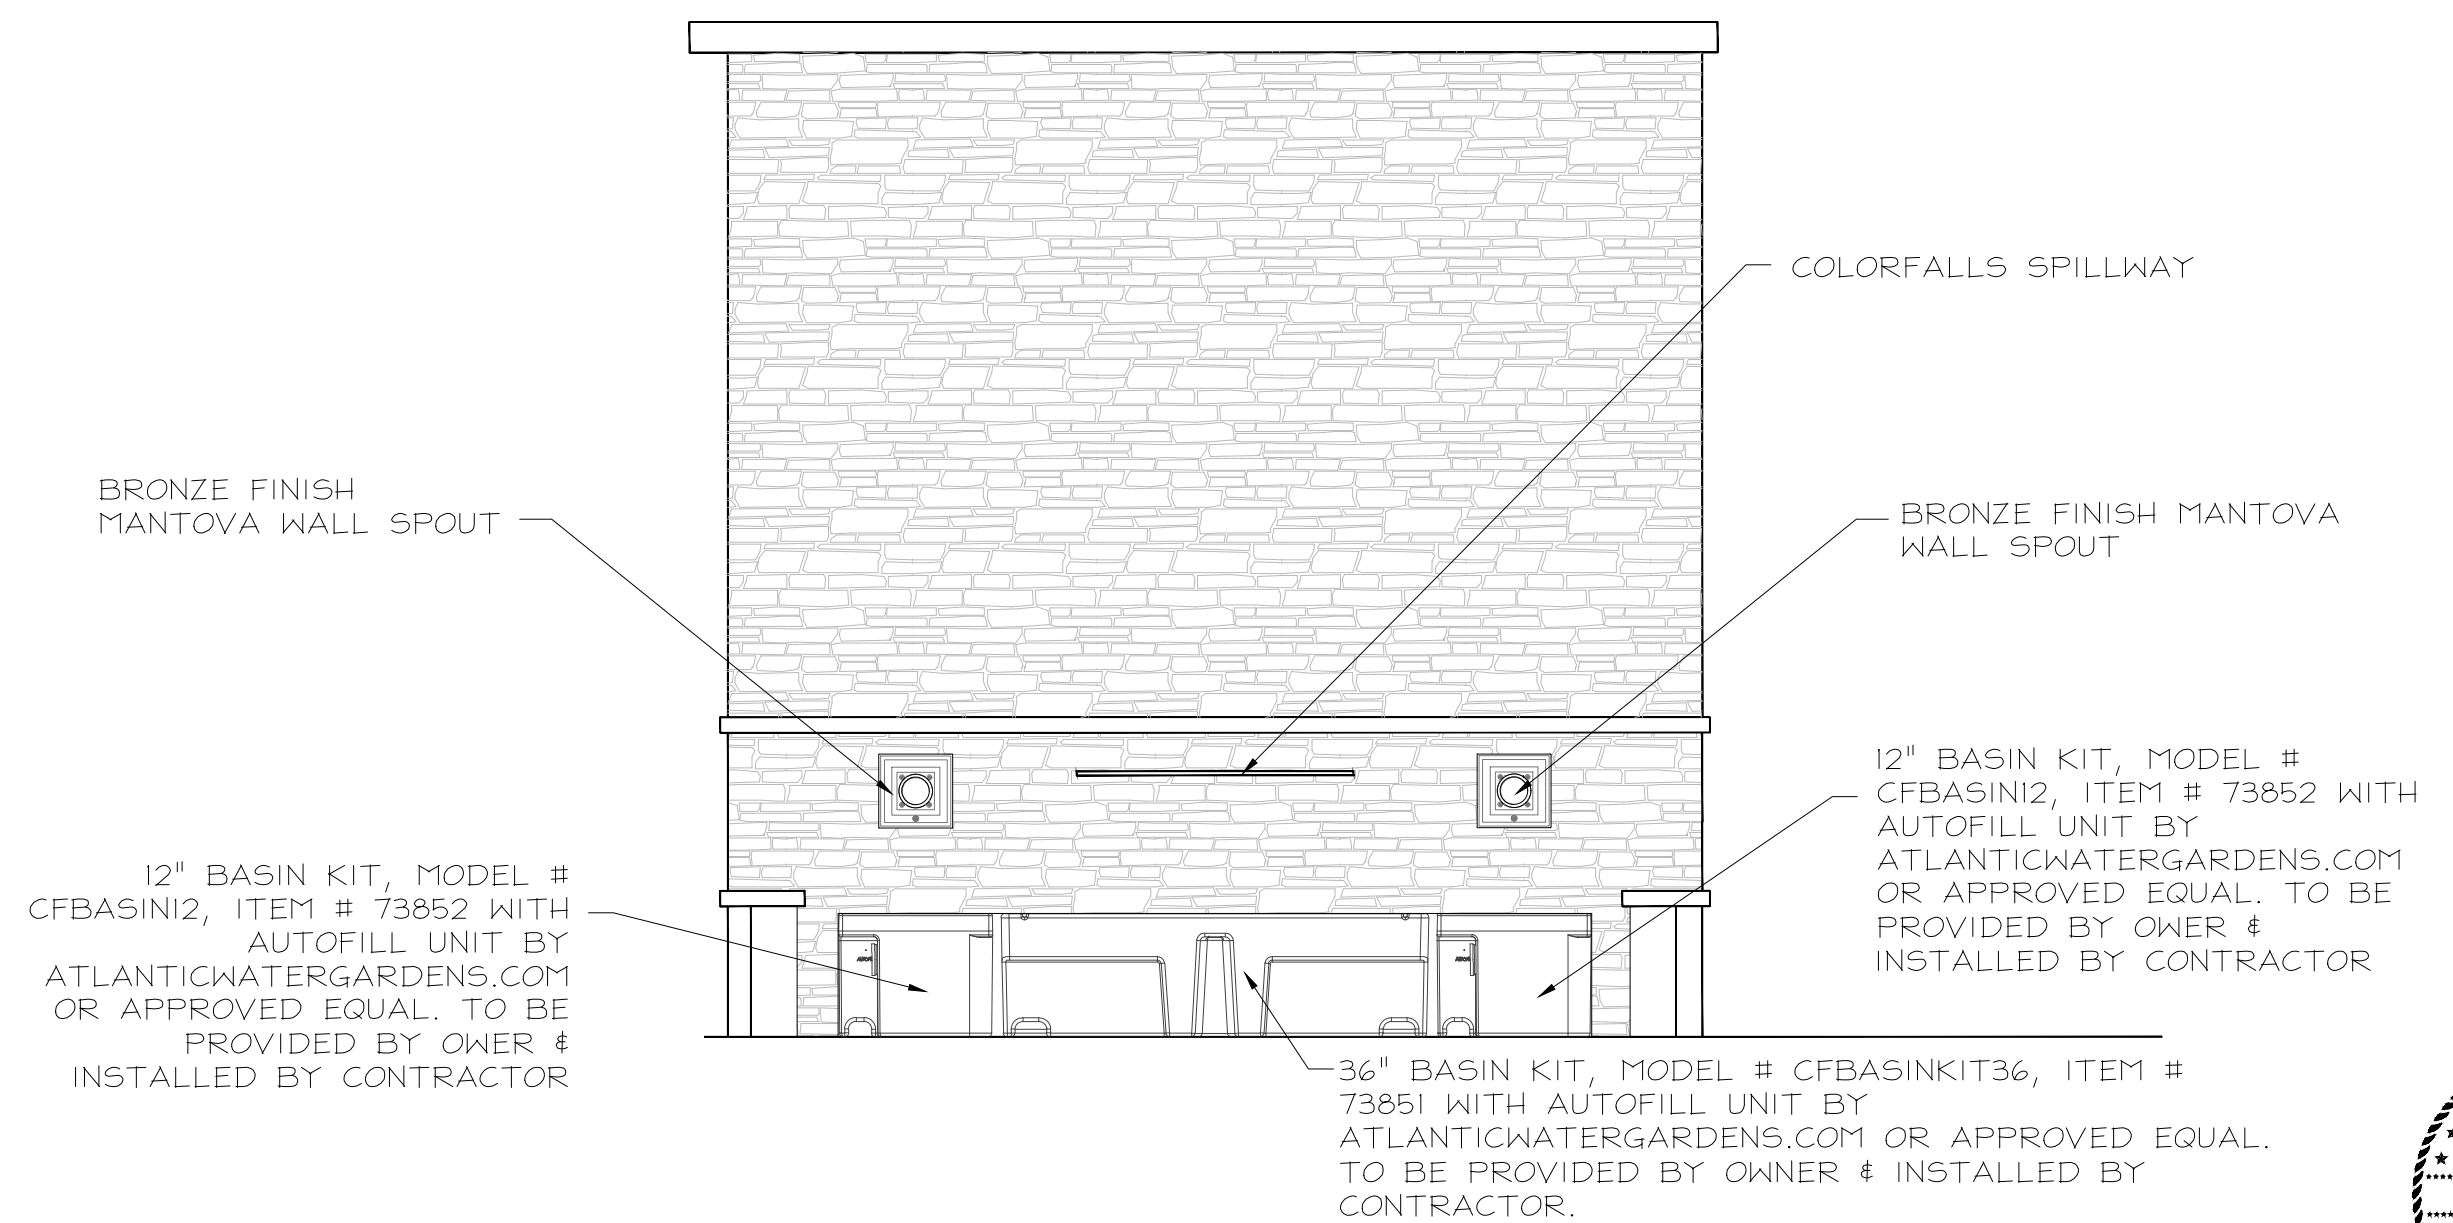 COLORFALLS SPILLWAY
BRONZE FINISH
MANTOVA WALL SPOUT
BRONZE FINISH MANTOVA
WALL SPOUT
12" BASIN KIT, MODEL #
CFBASIN12, ITEM # 73852 WITH
AUTOFILL UNIT BY
ATLANTICWATERGARDENS.COM
OR APPROVED EQUAL. TO BE
PROVIDED BY OWER &
INSTALLED BY CONTRACTOR
12" BASIN KIT, MODEL #
CFBASIN12, ITEM # 73852 WITH
AUTOFILL UNIT BY
ATLANTICWATERGARDENS.COM
OR APPROVED EQUAL. TO BE
PROVIDED BY OWER &
INSTALLED BY CONTRACTOR
36" BASIN KIT, MODEL # CFBASINKIT36, ITEM #
73851 WITH AUTOFILL UNIT BY
ATLANTICWATERGARDENS.COM OR APPROVED EQUAL.
TO BE PROVIDED BY OWNER & INSTALLED BY
CONTRACTOR.